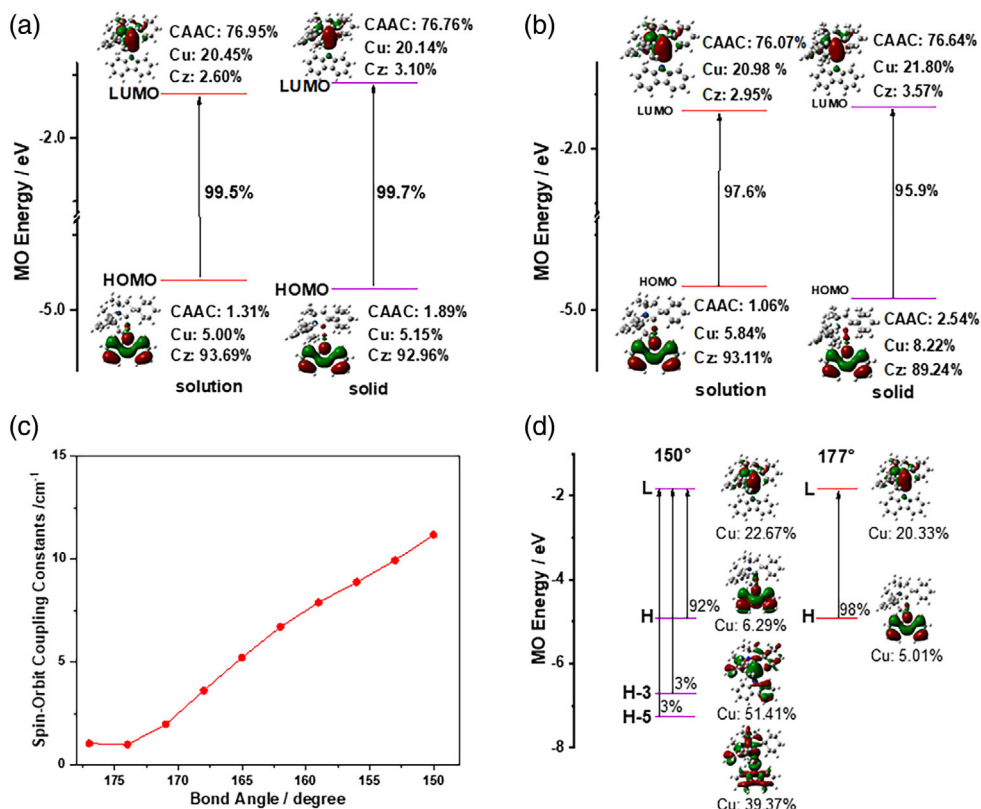 (a)
CAAC: 76.95%
Cu: 20.45%
Cz: 2.60%
LUMO
CAAC: 76.76%
Cu: 20.14%
Cz: 3.10%
LUMO
-2.0
MO Energy / eV
99.5%
99.7%
HOMO
HOMO
-5.0
CAAC: 1.31%
Cu: 5.00%
Cz: 93.69%
solution
CAAC: 1.89%
Cu: 5.15%
Cz: 92.96%
solid
(b)
CAAC: 76.07%
Cu: 20.98 %
Cz: 2.95%
LUMO
CAAC: 76.64%
Cu: 21.80%
Cz: 3.57%
LUMO
-2.0
MO Energy / eV
97.6%
95.9%
HOMO
HOMO
-5.0
CAAC: 1.06%
Cu: 5.84%
Cz: 93.11%
solution
CAAC: 2.54%
Cu: 8.22%
Cz: 89.24%
solid
(c)
Spin-Orbit Coupling Constants /cm⁻¹
15
10
5
0
175
170
165
160
155
150
Bond Angle / degree
(d)
MO Energy / eV
-2
-4
-6
-8
150°
177°
L
L
Cu: 22.67%
Cu: 20.33%
H
92%
H
98%
Cu: 6.29%
Cu: 5.01%
H-3
3%
H-5
3%
Cu: 51.41%
Cu: 39.37%